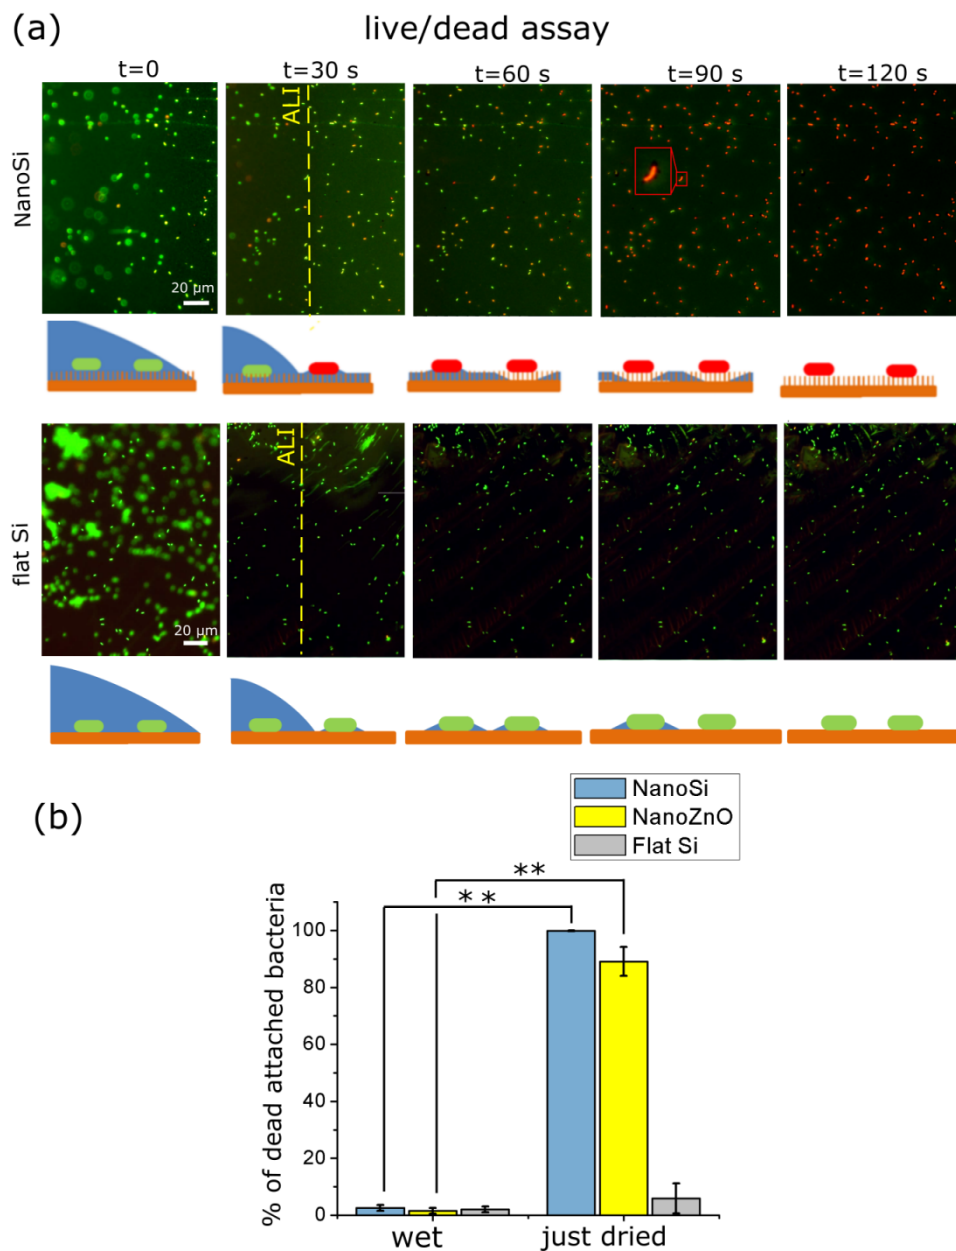 (a)
live/dead assay
t=0
t=30 s
t=60 s
t=90 s
t=120 s
NanoSi
ALI
20 µm
flat Si
ALI
20 µm
(b)
NanoSi
NanoZnO
Flat Si
% of dead attached bacteria
100
80
60
40
20
0
**
**
wet
just dried